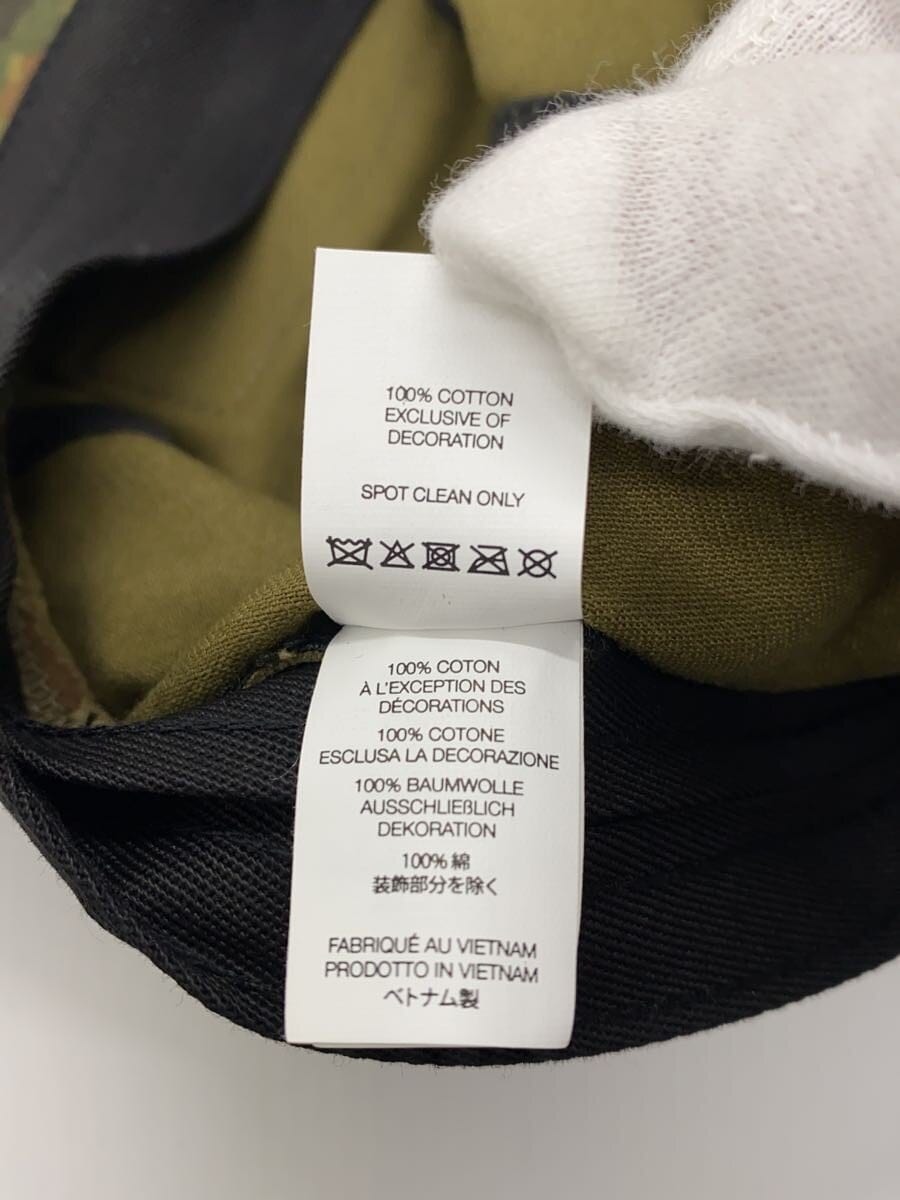 100% COTTON
EXCLUSIVE OF
DECORATION
SPOT CLEAN ONLY
100% COTON
À L'EXCEPTION DES
DÉCORATIONS
100% COTONE
ESCLUSA LA DECORAZIONE
100% BAUMWOLLE
AUSSCHLIEßLICH
DEKORATION
100% 綿
装飾部分を除く
FABRIQUÉ AU VIETNAM
PRODOTTO IN VIETNAM
ベトナム製